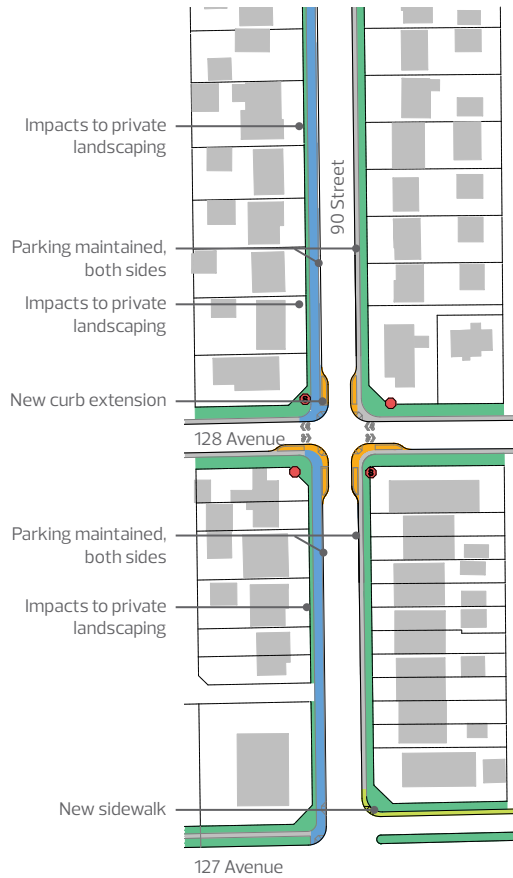 Impacts to private
landscaping
90 Street
Parking maintained,
both sides
Impacts to private
landscaping
New curb extension
128 Avenue
Parking maintained,
both sides
Impacts to private
landscaping
New sidewalk
127 Avenue